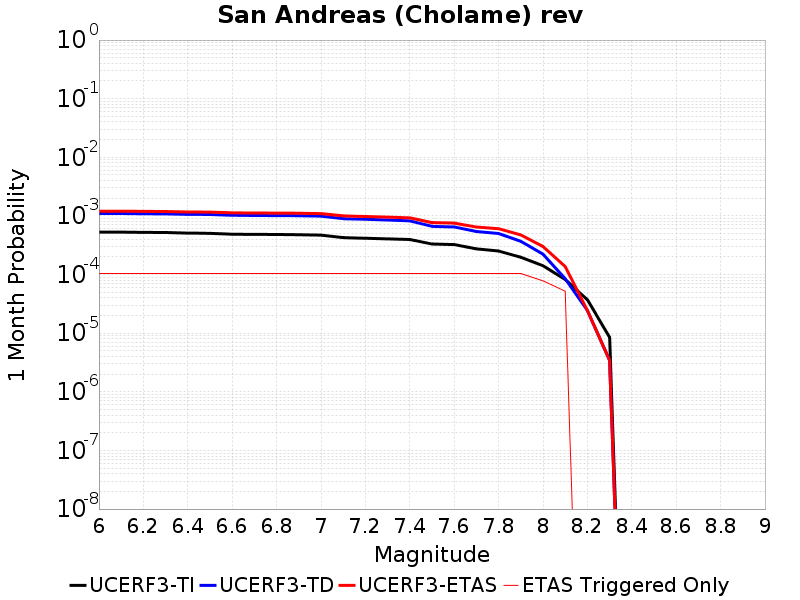 San Andreas (Cholame) rev
10^0
10^-1
10^-2
10^-3
10^-4
10^-5
10^-6
10^-7
10^-8
1 Month Probability
6 6.2 6.4 6.6 6.8 7 7.2 7.4 7.6 7.8 8 8.2 8.4 8.6 8.8 9
Magnitude
UCERF3-TI UCERF3-TD UCERF3-ETAS ETAS Triggered Only